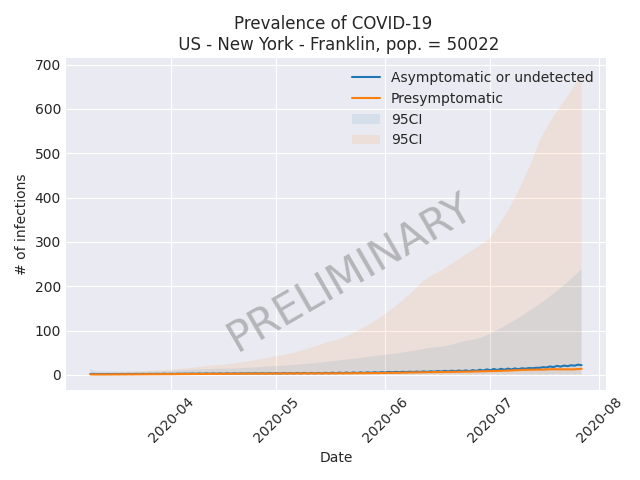 Prevalence of COVID-19
US - New York - Franklin, pop. = 50022
700
600
500
400
300
200
100
0
# of infections
Asymptomatic or undetected
Presymptomatic
95CI
95CI
PRELIMINARY
2020-04
2020-05
2020-06
2020-07
2020-08
Date